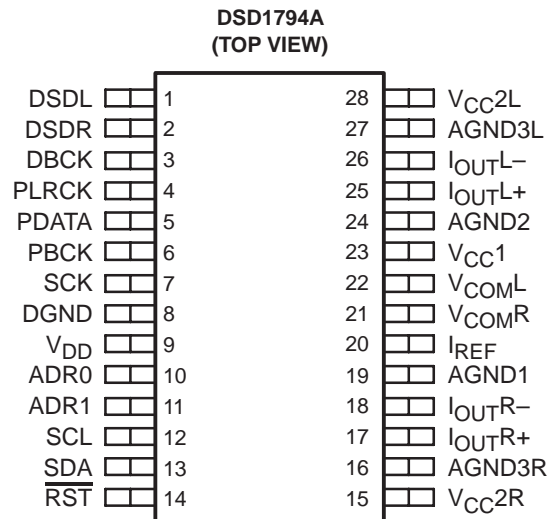 DSD1794A
(TOP VIEW)
DSDL 1 28 VCC2L
DSDR 2 27 AGND3L
DBCK 3 26 IOUTL–
PLRCK 4 25 IOUTL+
PDATA 5 24 AGND2
PBCK 6 23 VCC1
SCK 7 22 VCOML
DGND 8 21 VCOMR
VDD 9 20 IREF
ADR0 10 19 AGND1
ADR1 11 18 IOUTR–
SCL 12 17 IOUTR+
SDA 13 16 AGND3R
RST 14 15 VCC2R